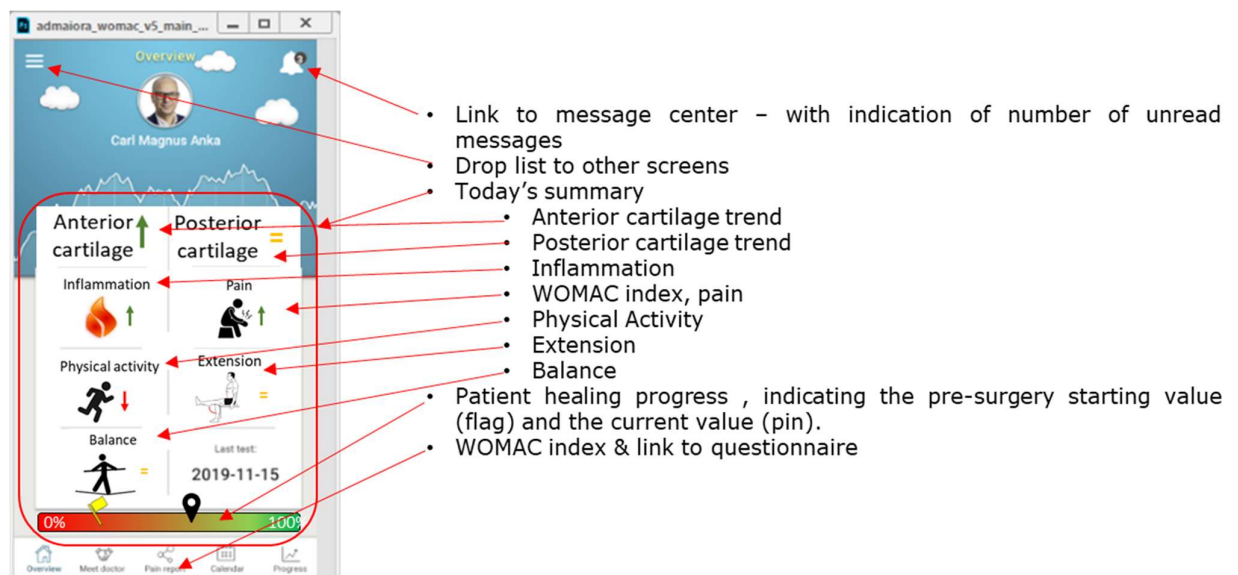 admaiora_womac_v5_main_...
Overview
3
Carl Magnus Anka
Anterior
cartilage
Posterior
cartilage
=
Inflammation
Pain
Physical activity
Extension
=
Balance
=
Last test:
2019-11-15
0%
100%
Overview
Meet doctor
Pain report
Calendar
Progress
• Link to message center – with indication of number of unread
messages
• Drop list to other screens
• Today's summary
• Anterior cartilage trend
• Posterior cartilage trend
• Inflammation
• WOMAC index, pain
• Physical Activity
• Extension
• Balance
• Patient healing progress , indicating the pre-surgery starting value
(flag) and the current value (pin).
• WOMAC index & link to questionnaire